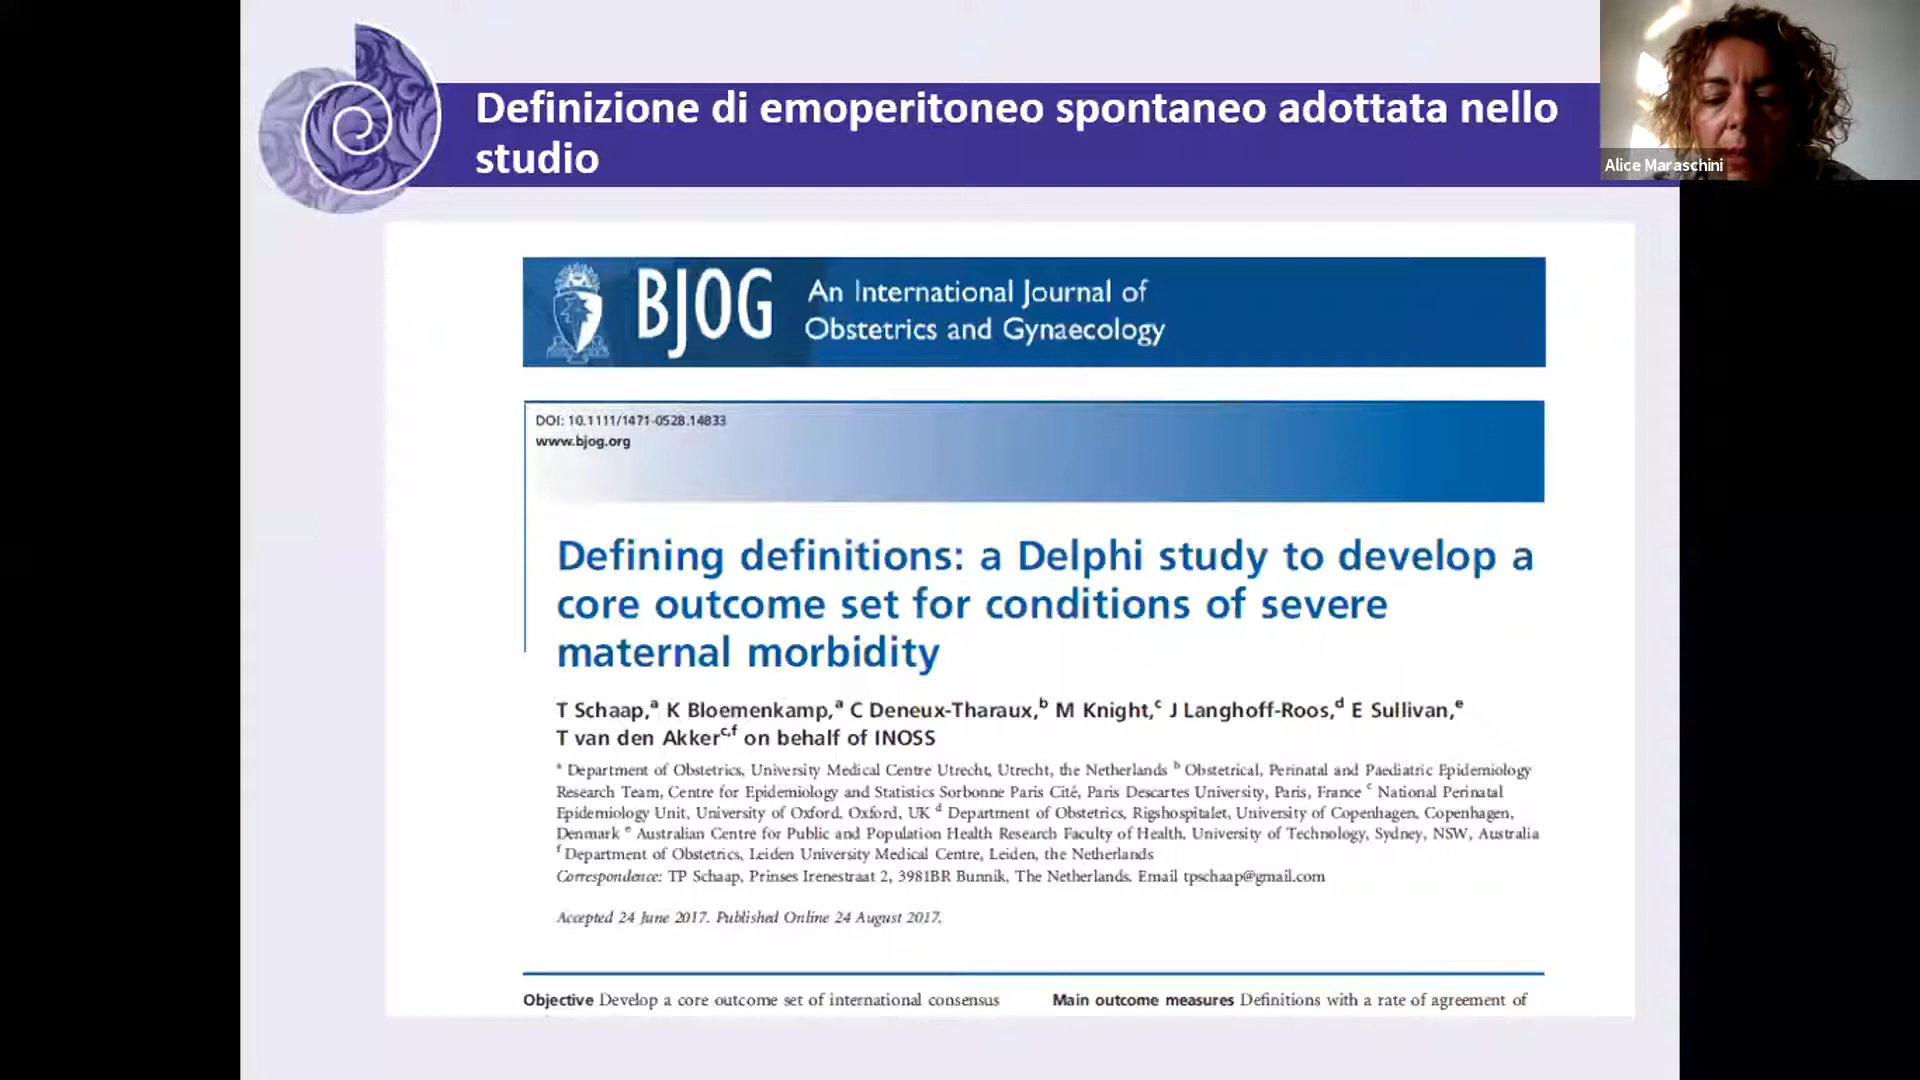 Definizione di emoperitoneo spontaneo adottata nello
studio
Alice Maraschini
BJOG An International Journal of
Obstetrics and Gynaecology
DOI: 10.1111/1471-0528.14833
www.bjog.org
Defining definitions: a Delphi study to develop a
core outcome set for conditions of severe
maternal morbidity
T Schaap,ª K Bloemenkamp,ª C Deneux-Tharaux,ᵇ M Knight,ᶜ J Langhoff-Roos,ᵈ E Sullivan,ᵉ
T van den Akkerᶜ,ᶠ on behalf of INOSS
ª Department of Obstetrics, University Medical Centre Utrecht, Utrecht, the Netherlands ᵇ Obstetrical, Perinatal and Paediatric Epidemiology
Research Team, Centre for Epidemiology and Statistics Sorbonne Paris Cité, Paris Descartes University, Paris, France ᶜ National Perinatal
Epidemiology Unit, University of Oxford, Oxford, UK ᵈ Department of Obstetrics, Rigshospitalet, University of Copenhagen, Copenhagen,
Denmark ᵉ Australian Centre for Public and Population Health Research Faculty of Health, University of Technology, Sydney, NSW, Australia
ᶠ Department of Obstetrics, Leiden University Medical Centre, Leiden, the Netherlands
Correspondence: TP Schaap, Prinses Irenestraat 2, 3981BR Bunnik, The Netherlands. Email tpschaap@gmail.com
Accepted 24 June 2017. Published Online 24 August 2017.
Objective Develop a core outcome set of international consensus
Main outcome measures Definitions with a rate of agreement of